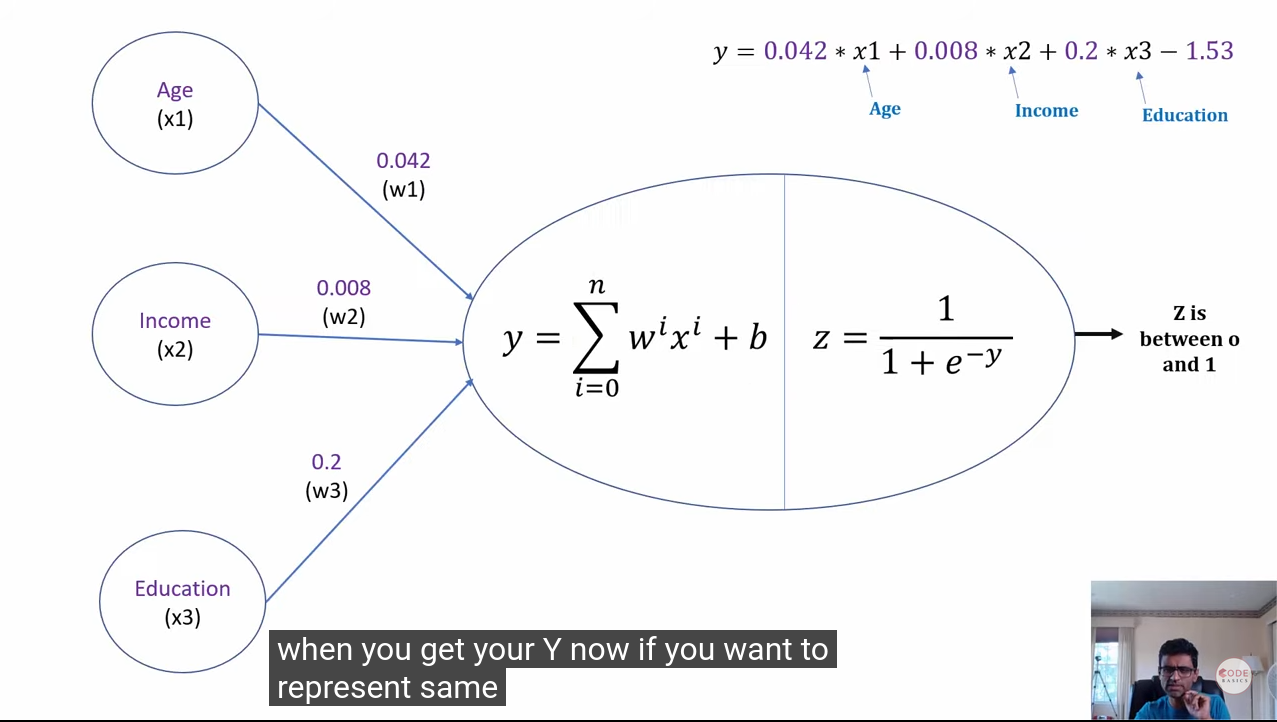 y = 0.042 * x1 + 0.008 * x2 + 0.2 * x3 − 1.53
Age
Income
Education
Age
(x1)
0.042
(w1)
Income
(x2)
0.008
(w2)
0.2
(w3)
Education
(x3)
n
y = ∑ wⁱxⁱ + b
i=0
z = 1 / 1 + e⁻ʸ
Z is
between 0
and 1
when you get your Y now if you want to
represent same
CODE
BASICS